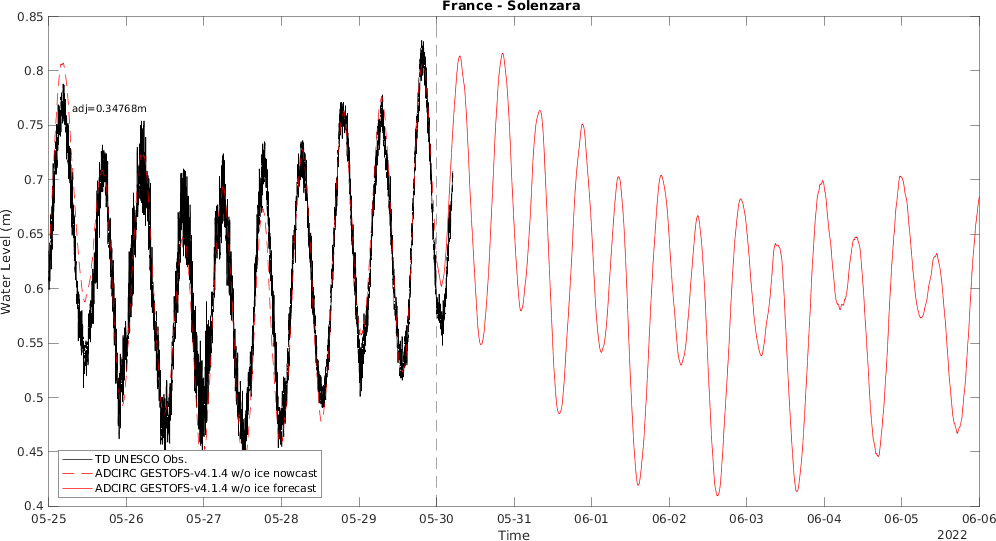 France - Solenzara
0.85
0.8
0.75
0.7
0.65
0.6
0.55
0.5
0.45
0.4
Water Level (m)
adj=0.34768m
TD UNESCO Obs.
ADCIRC GESTOFS-v4.1.4 w/o ice nowcast
ADCIRC GESTOFS-v4.1.4 w/o ice forecast
05-25 05-26 05-27 05-28 05-29 05-30 05-31 06-01 06-02 06-03 06-04 06-05 06-06
Time
2022